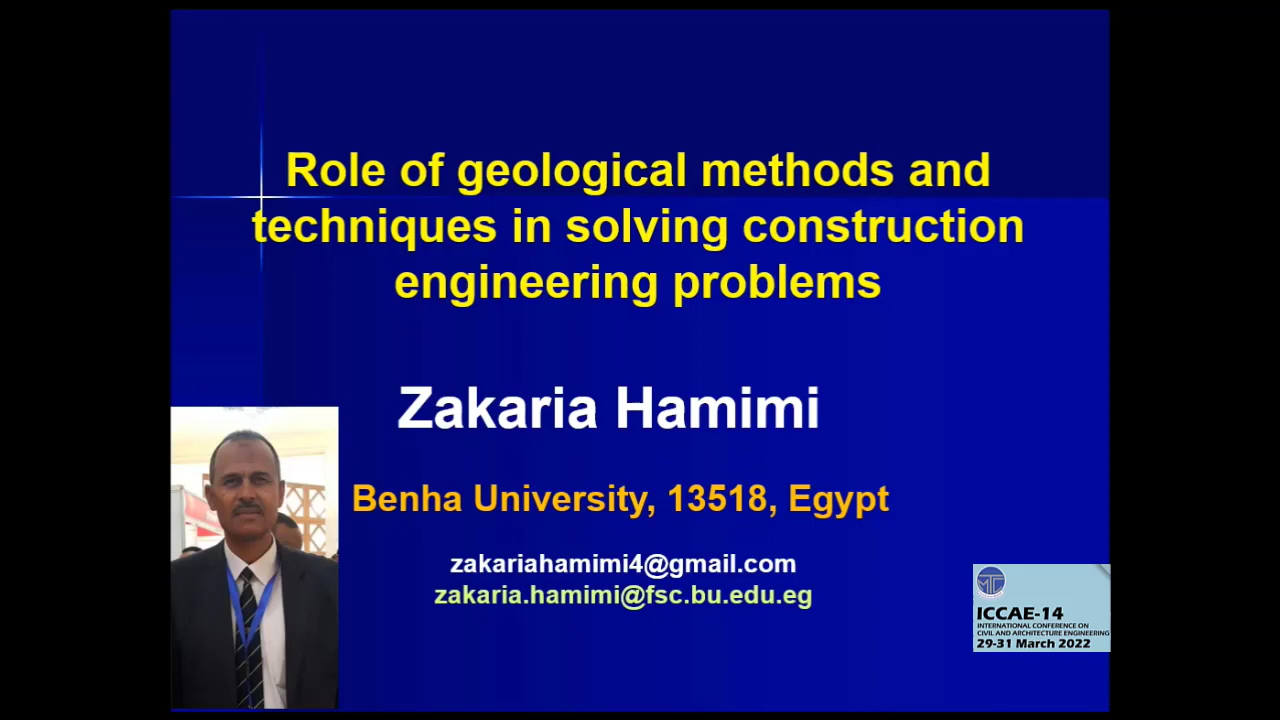 Role of geological methods and
techniques in solving construction
engineering problems
Zakaria Hamimi
Benha University, 13518, Egypt
zakariahamimi4@gmail.com
zakaria.hamimi@fsc.bu.edu.eg
MTC
ICCAE-14
INTERNATIONAL CONFERENCE ON
CIVIL AND ARCHITECTURE ENGINEERING
29-31 March 2022